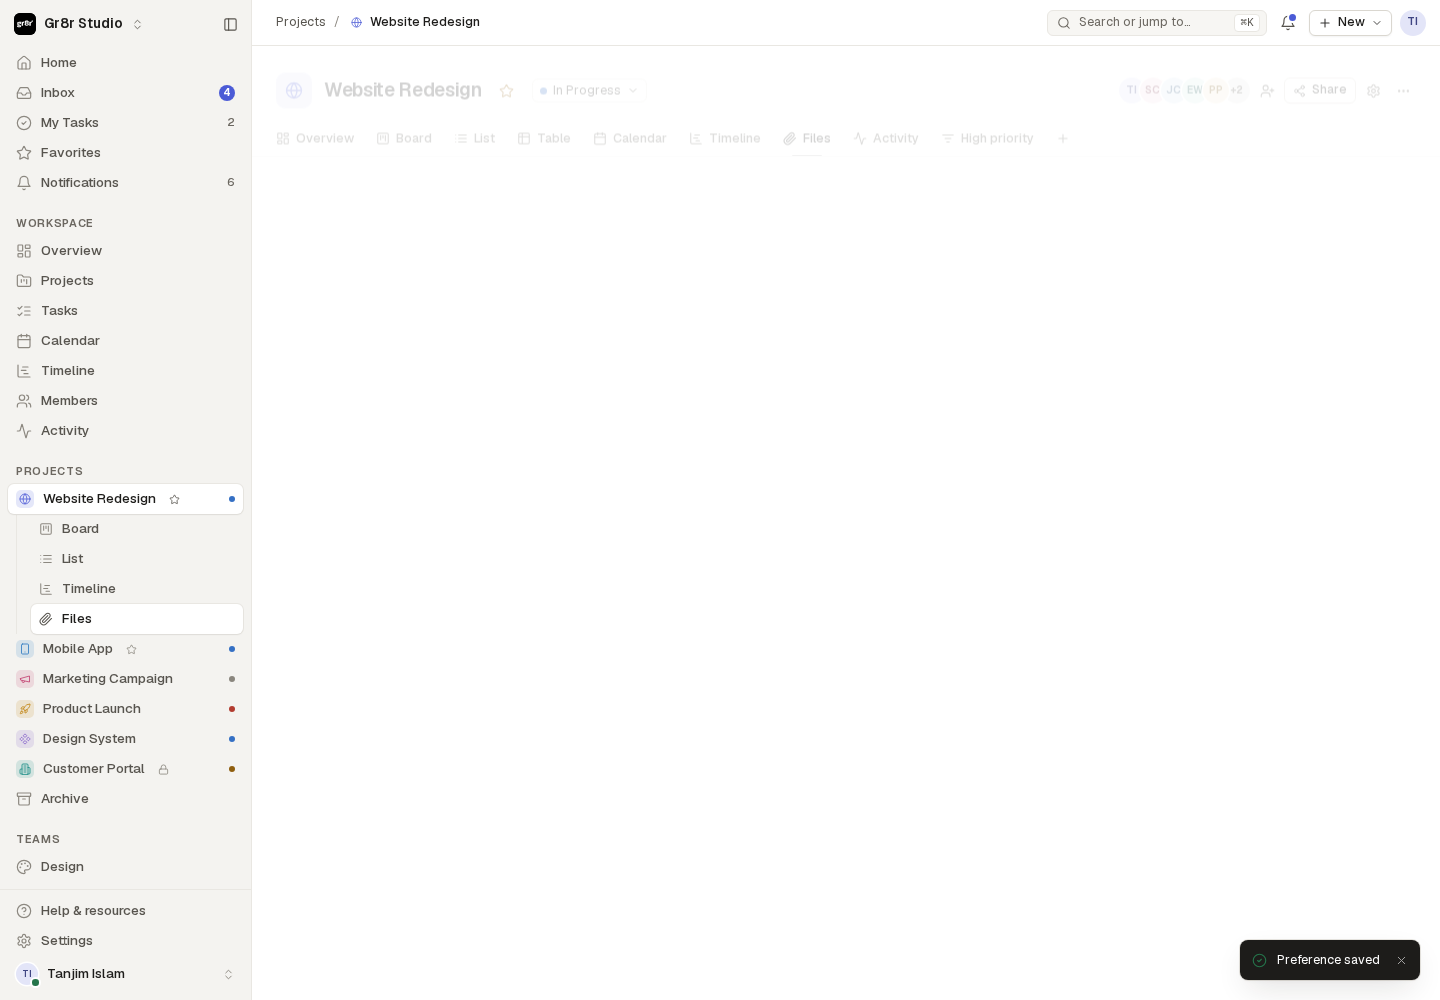 gr8r
Gr8r Studio
Home
Inbox 4
My Tasks 2
Favorites
Notifications 6
WORKSPACE
Overview
Projects
Tasks
Calendar
Timeline
Members
Activity
PROJECTS
Website Redesign
Board
List
Timeline
Files
Mobile App
Marketing Campaign
Product Launch
Design System
Customer Portal
Archive
TEAMS
Design
Help & resources
Settings
TI Tanjim Islam
Projects / Website Redesign
Search or jump to... ⌘K
New
TI
Website Redesign
In Progress
TI SC JC EW PP +2
Share
Overview Board List Table Calendar Timeline Files Activity High priority +
Preference saved